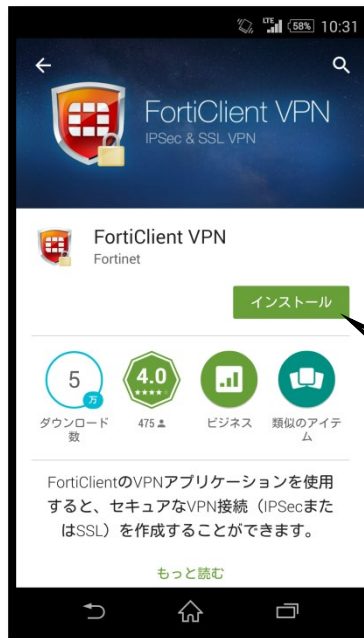 LTE 58% 10:31
FortiClient VPN
IPSec & SSL VPN
FortiClient VPN
Fortinet
インストール
5
万
4.0
ダウンロード
数
475
ビジネス
類似のアイテ
ム
FortiClientのVPNアプリケーションを使用
すると、セキュアなVPN接続（IPSecまた
はSSL）を作成することができます。
もっと読む